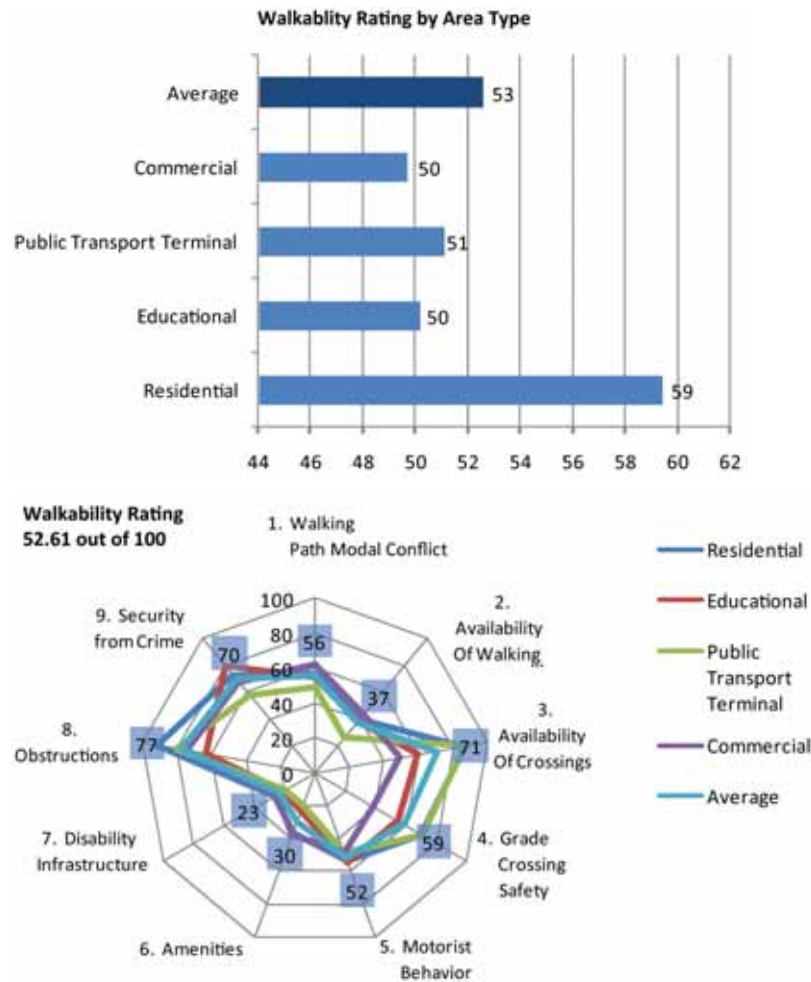 Walkablity Rating by Area Type
Average
53
Commercial
50
Public Transport Terminal
51
Educational
50
Residential
59
44 46 48 50 52 54 56 58 60 62
Walkability Rating
52.61 out of 100
1. Walking
Path Modal Conflict
2.
Availability
Of Walking
3.
Availability
Of Crossings
4. Grade
Crossing
Safety
5. Motorist
Behavior
6. Amenities
7. Disability
Infrastructure
8.
Obstructions
9. Security
from Crime
100
80
60
40
20
0
56
37
71
59
52
30
23
77
70
Residential
Educational
Public
Transport
Terminal
Commercial
Average